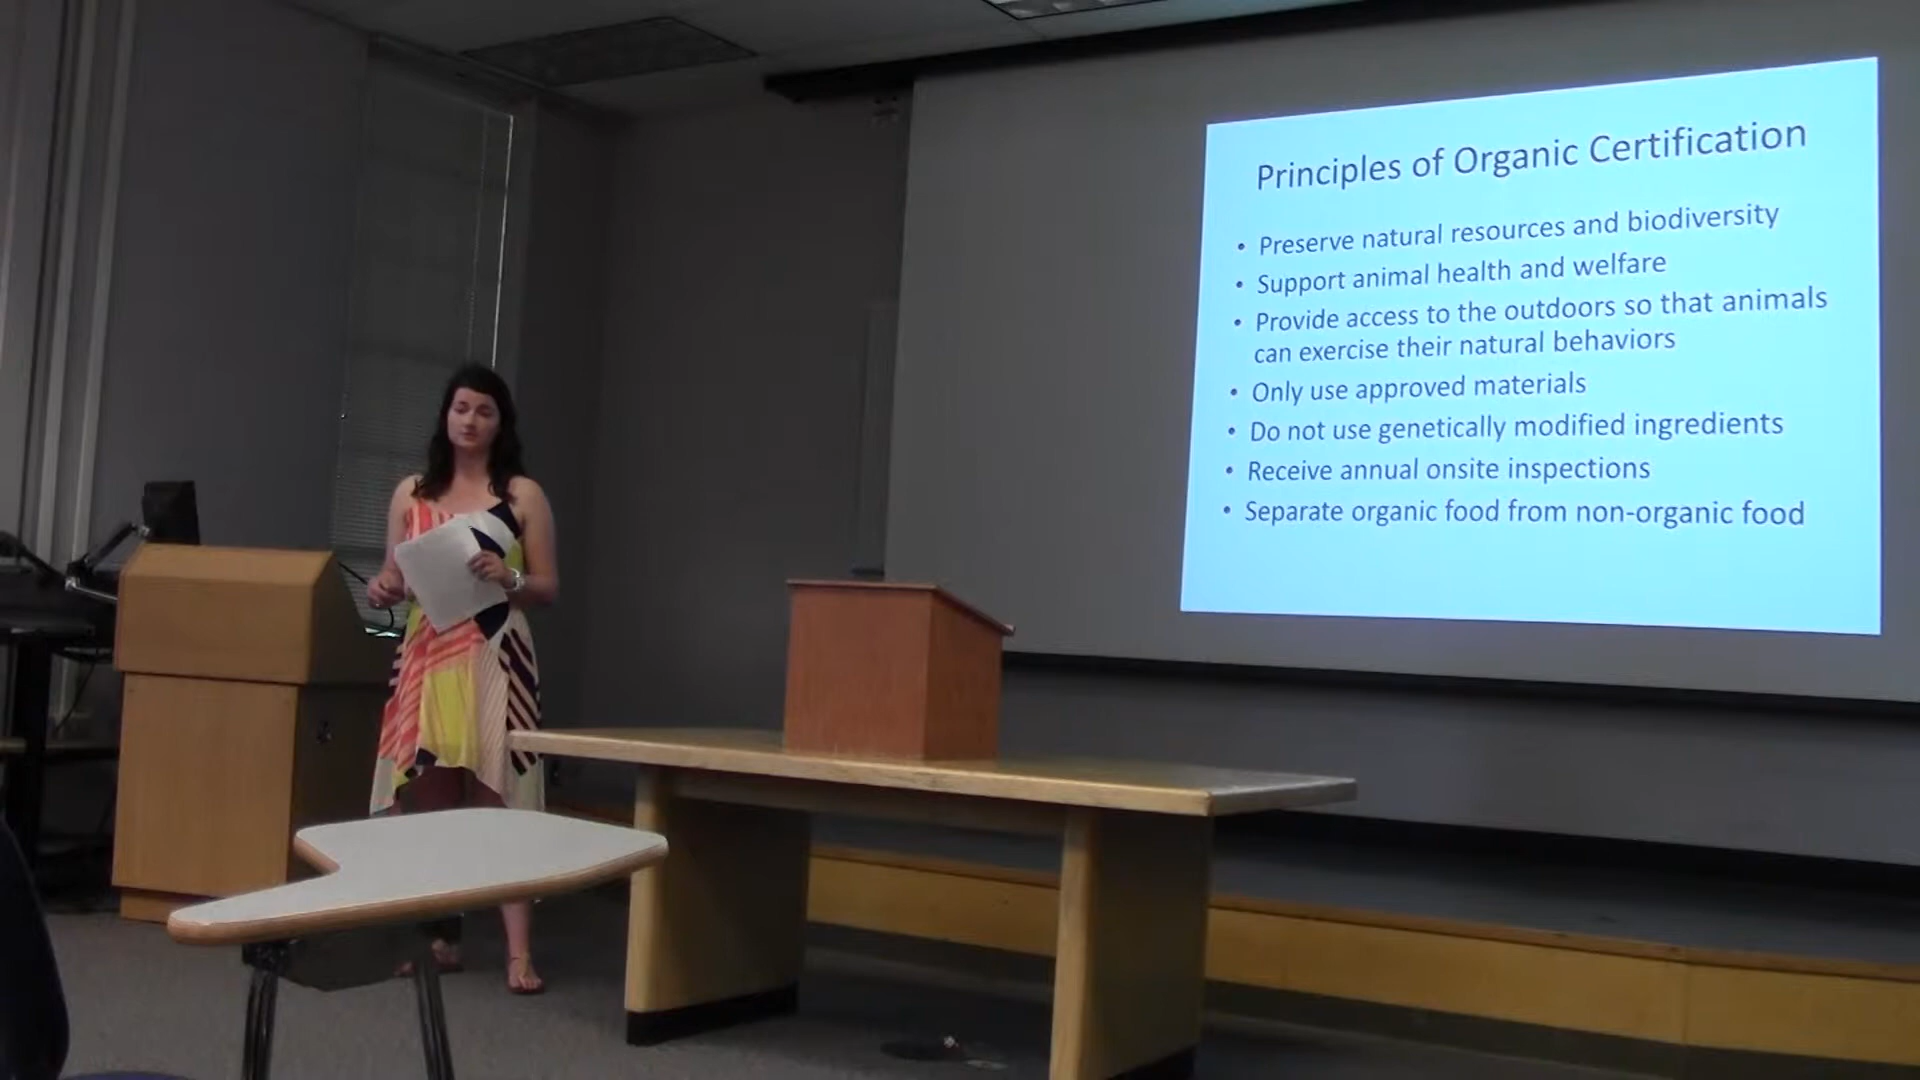 Principles of Organic Certification
• Preserve natural resources and biodiversity
• Support animal health and welfare
• Provide access to the outdoors so that animals
can exercise their natural behaviors
• Only use approved materials
• Do not use genetically modified ingredients
• Receive annual onsite inspections
• Separate organic food from non-organic food